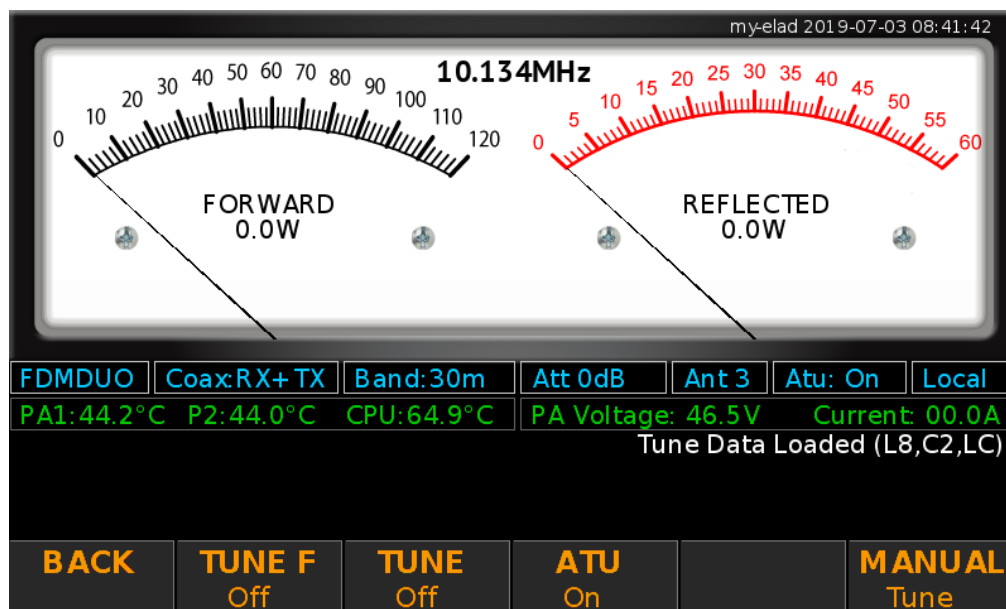 my-elad 2019-07-03 08:41:42
10.134MHz
0 10 20 30 40 50 60 70 80 90 100 110 120
0 5 10 15 20 25 30 35 40 45 50 55 60
FORWARD
0.0W
REFLECTED
0.0W
FDMDUO Coax:RX+TX Band:30m Att 0dB Ant 3 Atu: On Local
PA1:44.2°C P2:44.0°C CPU:64.9°C PA Voltage: 46.5V Current: 00.0A
Tune Data Loaded (L8,C2,LC)
BACK TUNE F TUNE ATU MANUAL
Off Off On Tune